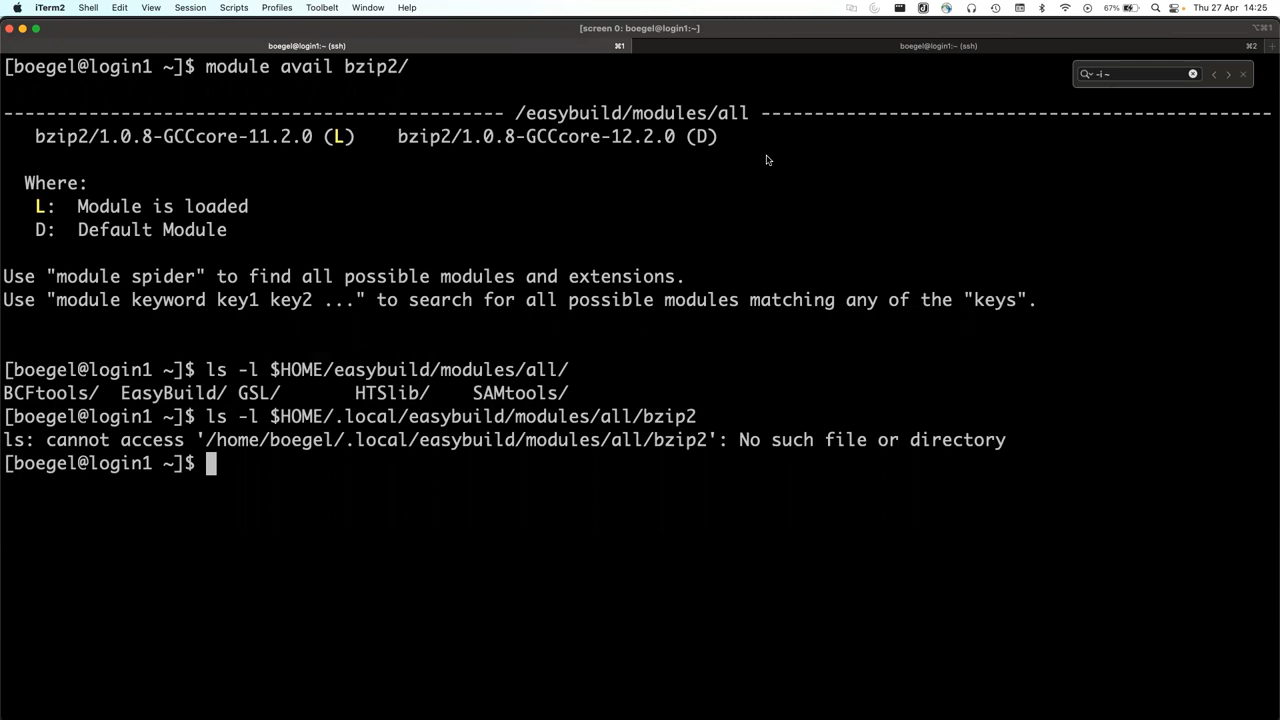 iTerm2 Shell Edit View Session Scripts Profiles Toolbelt Window Help 67% Thu 27 Apr 14:25
[screen 0: boegel@login1:~] ⌥⌘1
boegel@login1:~ (ssh) ⌘1 boegel@login1:~ (ssh) ⌘2
[boegel@login1 ~]$ module avail bzip2/
-i ~
----------------------------------------------- /easybuild/modules/all ------------------------------------------------
bzip2/1.0.8-GCCcore-11.2.0 (L) bzip2/1.0.8-GCCcore-12.2.0 (D)
Where:
L: Module is loaded
D: Default Module
Use "module spider" to find all possible modules and extensions.
Use "module keyword key1 key2 ..." to search for all possible modules matching any of the "keys".
[boegel@login1 ~]$ ls -l $HOME/easybuild/modules/all/
BCFtools/ EasyBuild/ GSL/ HTSlib/ SAMtools/
[boegel@login1 ~]$ ls -l $HOME/.local/easybuild/modules/all/bzip2
ls: cannot access '/home/boegel/.local/easybuild/modules/all/bzip2': No such file or directory
[boegel@login1 ~]$